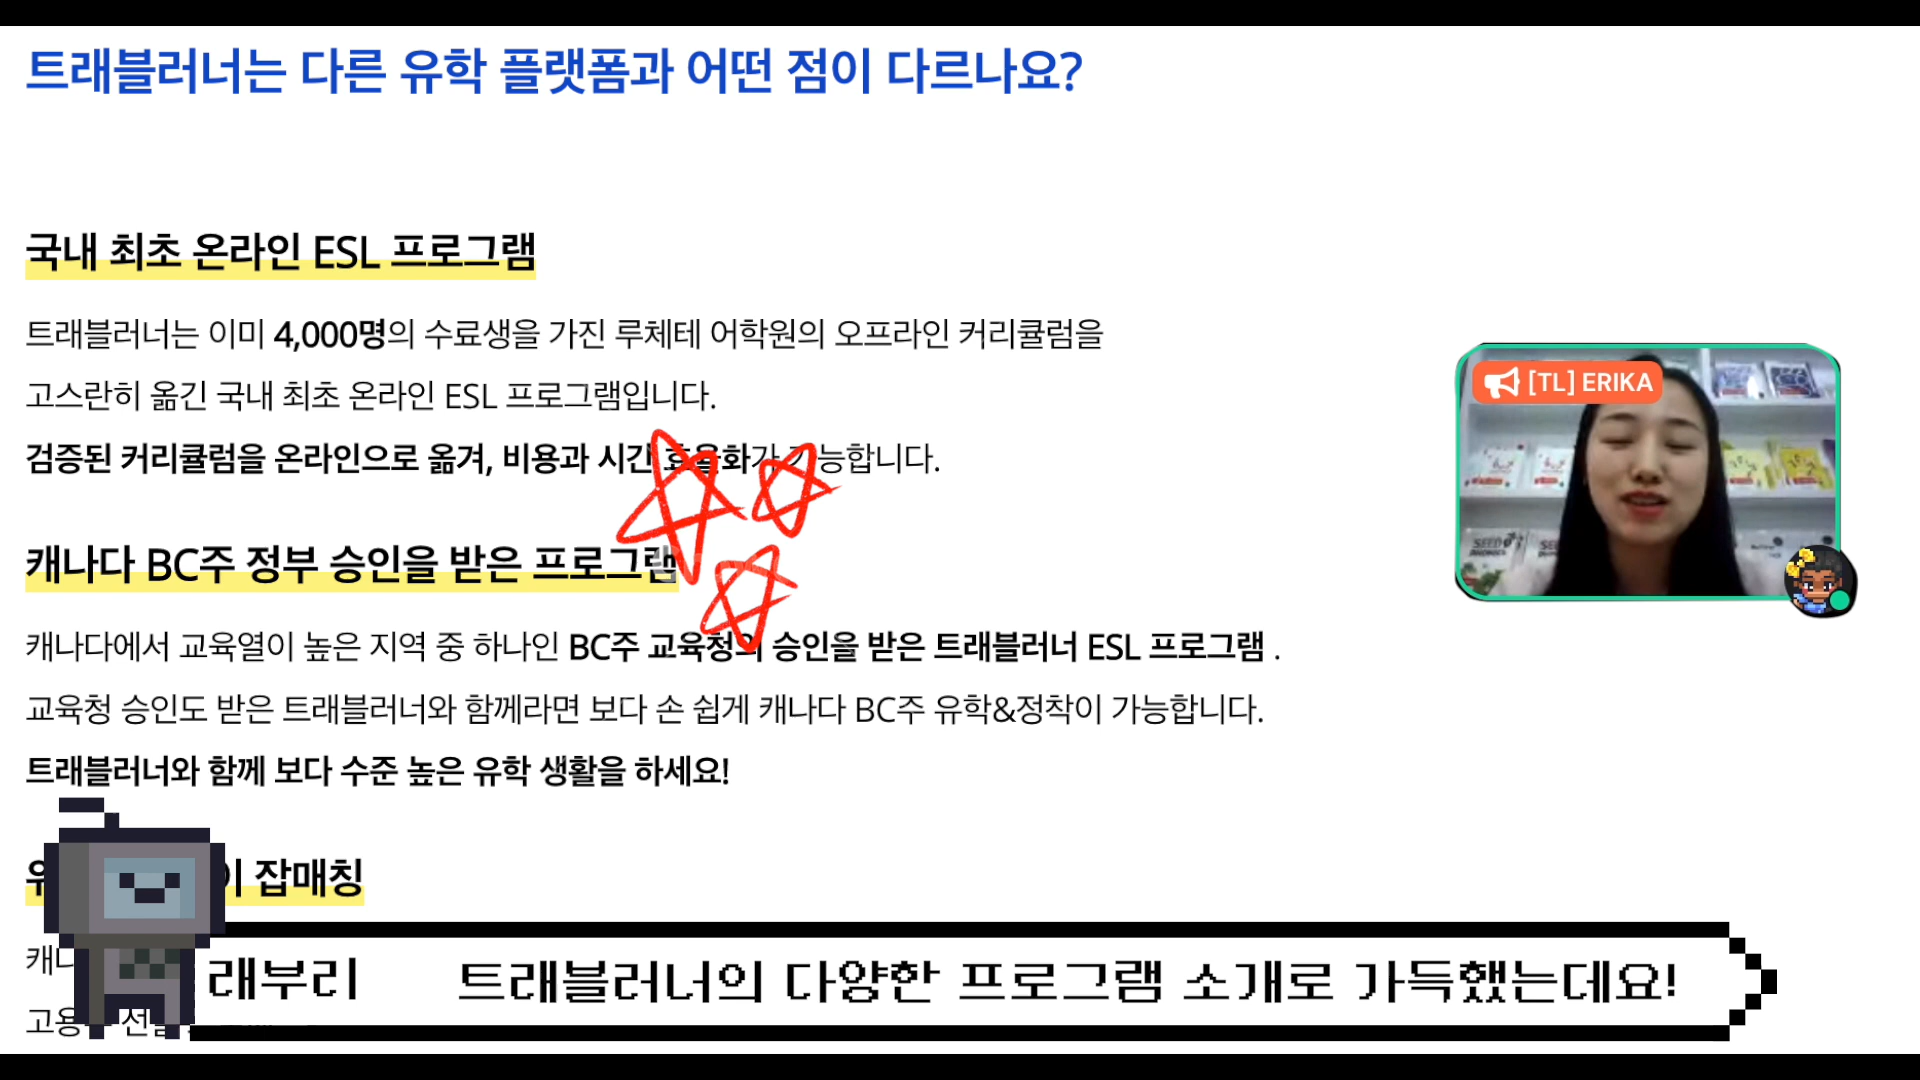 트래블러너는 다른 유학 플랫폼과 어떤 점이 다르나요?
국내 최초 온라인 ESL 프로그램
트래블러너는 이미 4,000명의 수료생을 가진 루체테 어학원의 오프라인 커리큘럼을
고스란히 옮긴 국내 최초 온라인 ESL 프로그램입니다.
검증된 커리큘럼을 온라인으로 옮겨, 비용과 시간 효율화가 가능합니다.
[TL] ERIKA
캐나다 BC주 정부 승인을 받은 프로그램
캐나다에서 교육열이 높은 지역 중 하나인 BC주 교육청의 승인을 받은 트래블러너 ESL 프로그램 .
교육청 승인도 받은 트래블러너와 함께라면 보다 손 쉽게 캐나다 BC주 유학&정착이 가능합니다.
트래블러너와 함께 보다 수준 높은 유학 생활을 하세요!
잡매칭
래부리
트래블러너의 다양한 프로그램 소개로 가득했는데요!